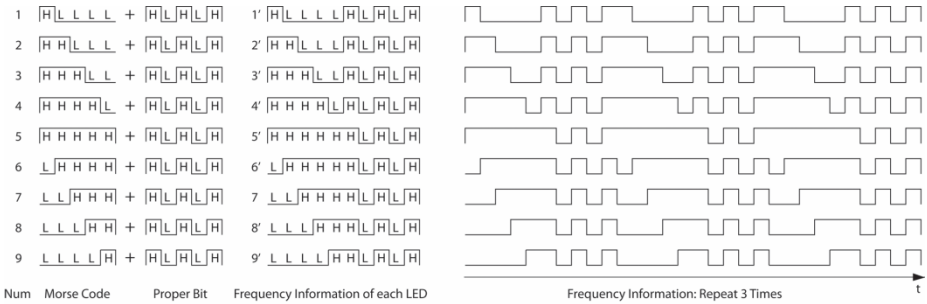 1 H L L L L + H L H L H 1′ H L L L L H L H L H
2 H H L L L + H L H L H 2′ H H L L L H L H L H
3 H H H L L + H L H L H 3′ H H H L L H L H L H
4 H H H H L + H L H L H 4′ H H H H L H L H L H
5 H H H H H + H L H L H 5′ H H H H H H L H L H
6 L H H H H + H L H L H 6′ L H H H H H L H L H
7 L L H H H + H L H L H 7 L L H H H H L H L H
8 L L L H H + H L H L H 8′ L L L H H H L H L H
9 L L L L H + H L H L H 9′ L L L L H H L H L H
t
Num Morse Code Proper Bit Frequency Information of each LED Frequency Information: Repeat 3 Times